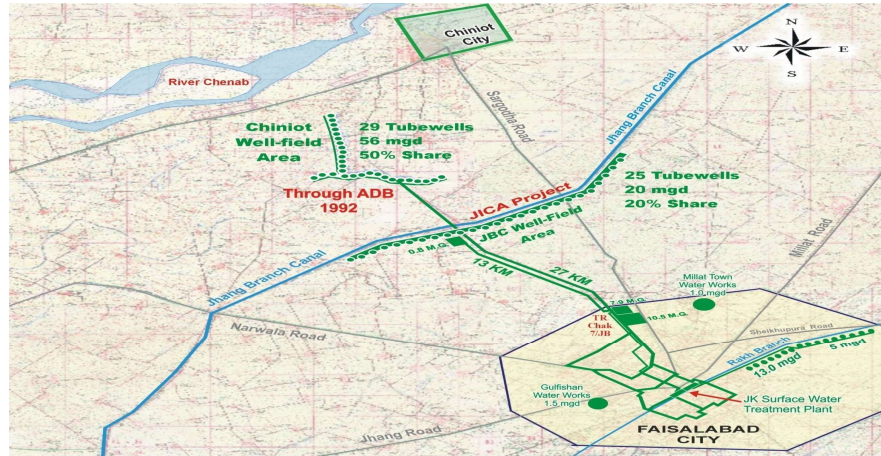 Chiniot
City
N
W E
S
River Chenab
Sargodha Road
Jhang Branch Canal
Chiniot
Well-field
Area
29 Tubewells
56 mgd
50% Share
Through ADB
1992
JICA Project
25 Tubewells
20 mgd
20% Share
JBC Well-Field
Area
Millat Road
0.8 M.G.
13 KM
27 KM
Jhang Branch Canal
Millat Town
Water Works
1.0 mgd
7.9 M.G.
10.5 M.G.
TR
Chak
7/JB
Narwala Road
Sheikhupura Road
Rakh Branch
13.0 mgd
5 mgd
Gulfishan
Water Works
1.5 mgd
JK Surface Water
Treatment Plant
Jhang Road
FAISALABAD
CITY